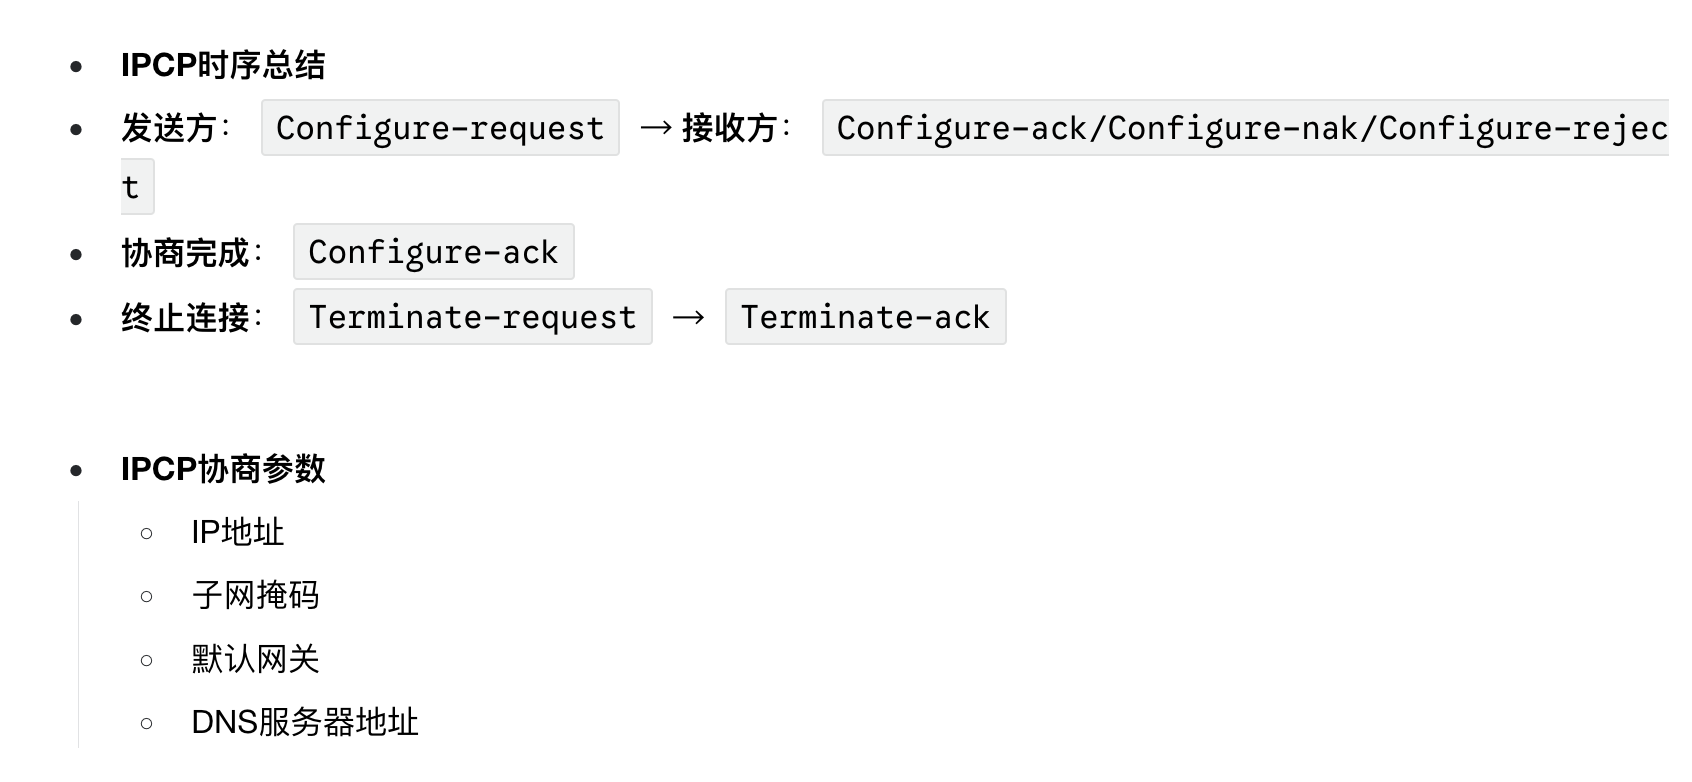 IPCP时序总结
发送方： Configure-request → 接收方： Configure-ack/Configure-nak/Configure-rejec
t
协商完成： Configure-ack
终止连接： Terminate-request → Terminate-ack
IPCP协商参数
IP地址
子网掩码
默认网关
DNS服务器地址